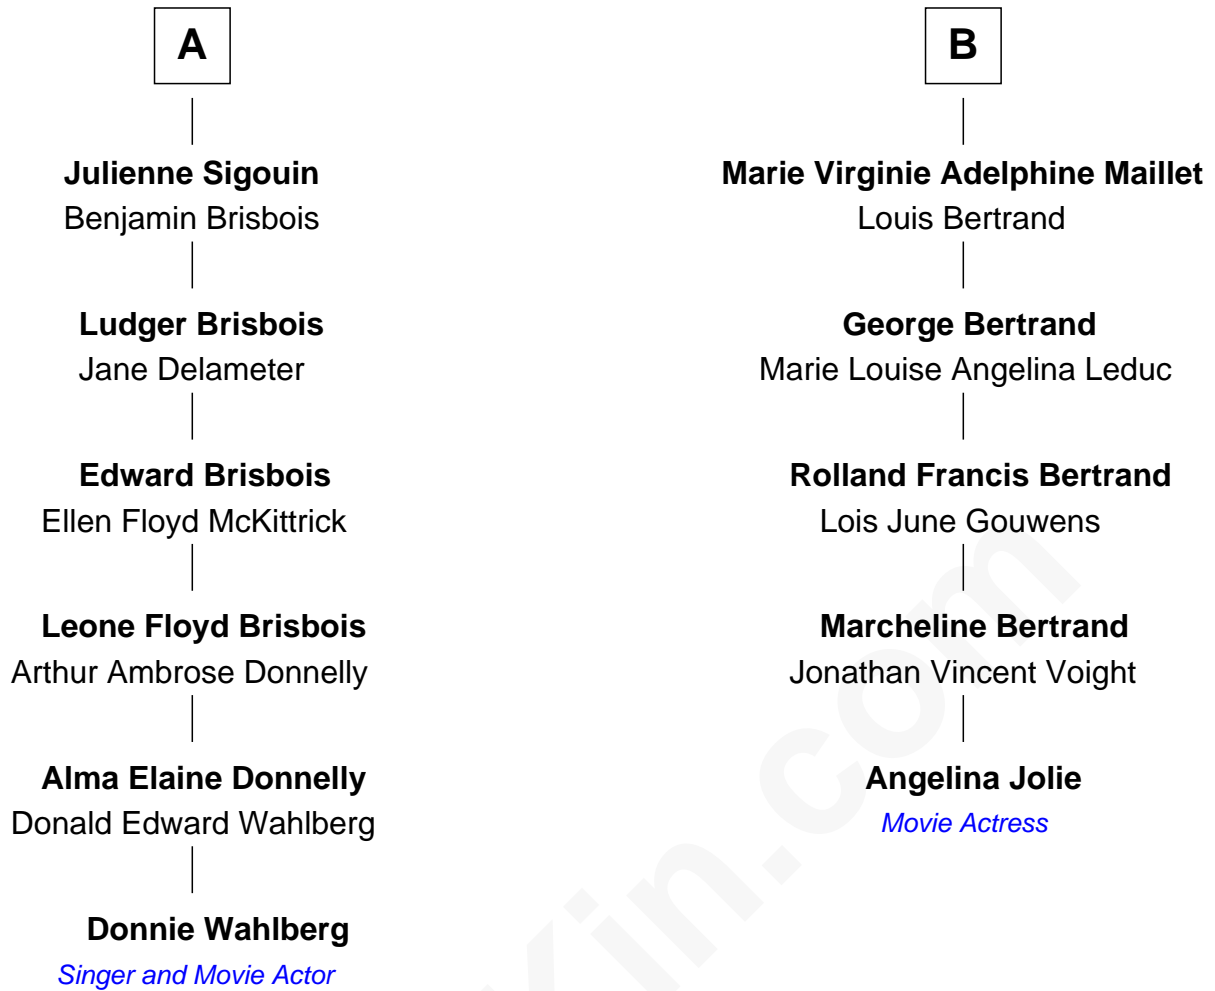 A
Julienne Sigouin
Benjamin Brisbois
Ludger Brisbois
Jane Delameter
Edward Brisbois
Ellen Floyd McKittrick
Leone Floyd Brisbois
Arthur Ambrose Donnelly
Alma Elaine Donnelly
Donald Edward Wahlberg
Donnie Wahlberg
Singer and Movie Actor
B
Marie Virginie Adelphine Maillet
Louis Bertrand
George Bertrand
Marie Louise Angelina Leduc
Rolland Francis Bertrand
Lois June Gouwens
Marcheline Bertrand
Jonathan Vincent Voight
Angelina Jolie
Movie Actress
Kin.com